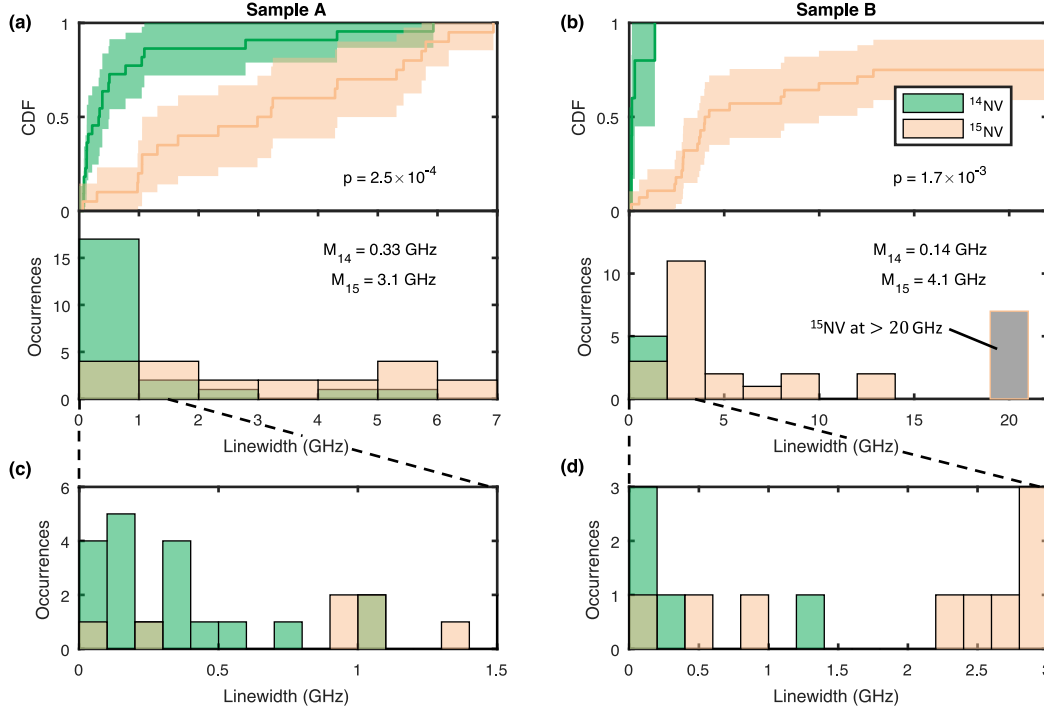 (a)
Sample A
CDF
1
0.5
0
p = 2.5 × 10⁻⁴
Occurrences
15
10
5
0
M₁₄ = 0.33 GHz
M₁₅ = 3.1 GHz
0 1 2 3 4 5 6 7
Linewidth (GHz)
(b)
Sample B
CDF
1
0.5
0
¹⁴NV
¹⁵NV
p = 1.7 × 10⁻³
Occurrences
10
5
0
M₁₄ = 0.14 GHz
M₁₅ = 4.1 GHz
¹⁵NV at > 20 GHz
0 5 10 15 20
Linewidth (GHz)
(c)
Occurrences
6
4
2
0
0 0.5 1 1.5
Linewidth (GHz)
(d)
Occurrences
3
2
1
0
0 0.5 1 1.5 2 2.5 3
Linewidth (GHz)